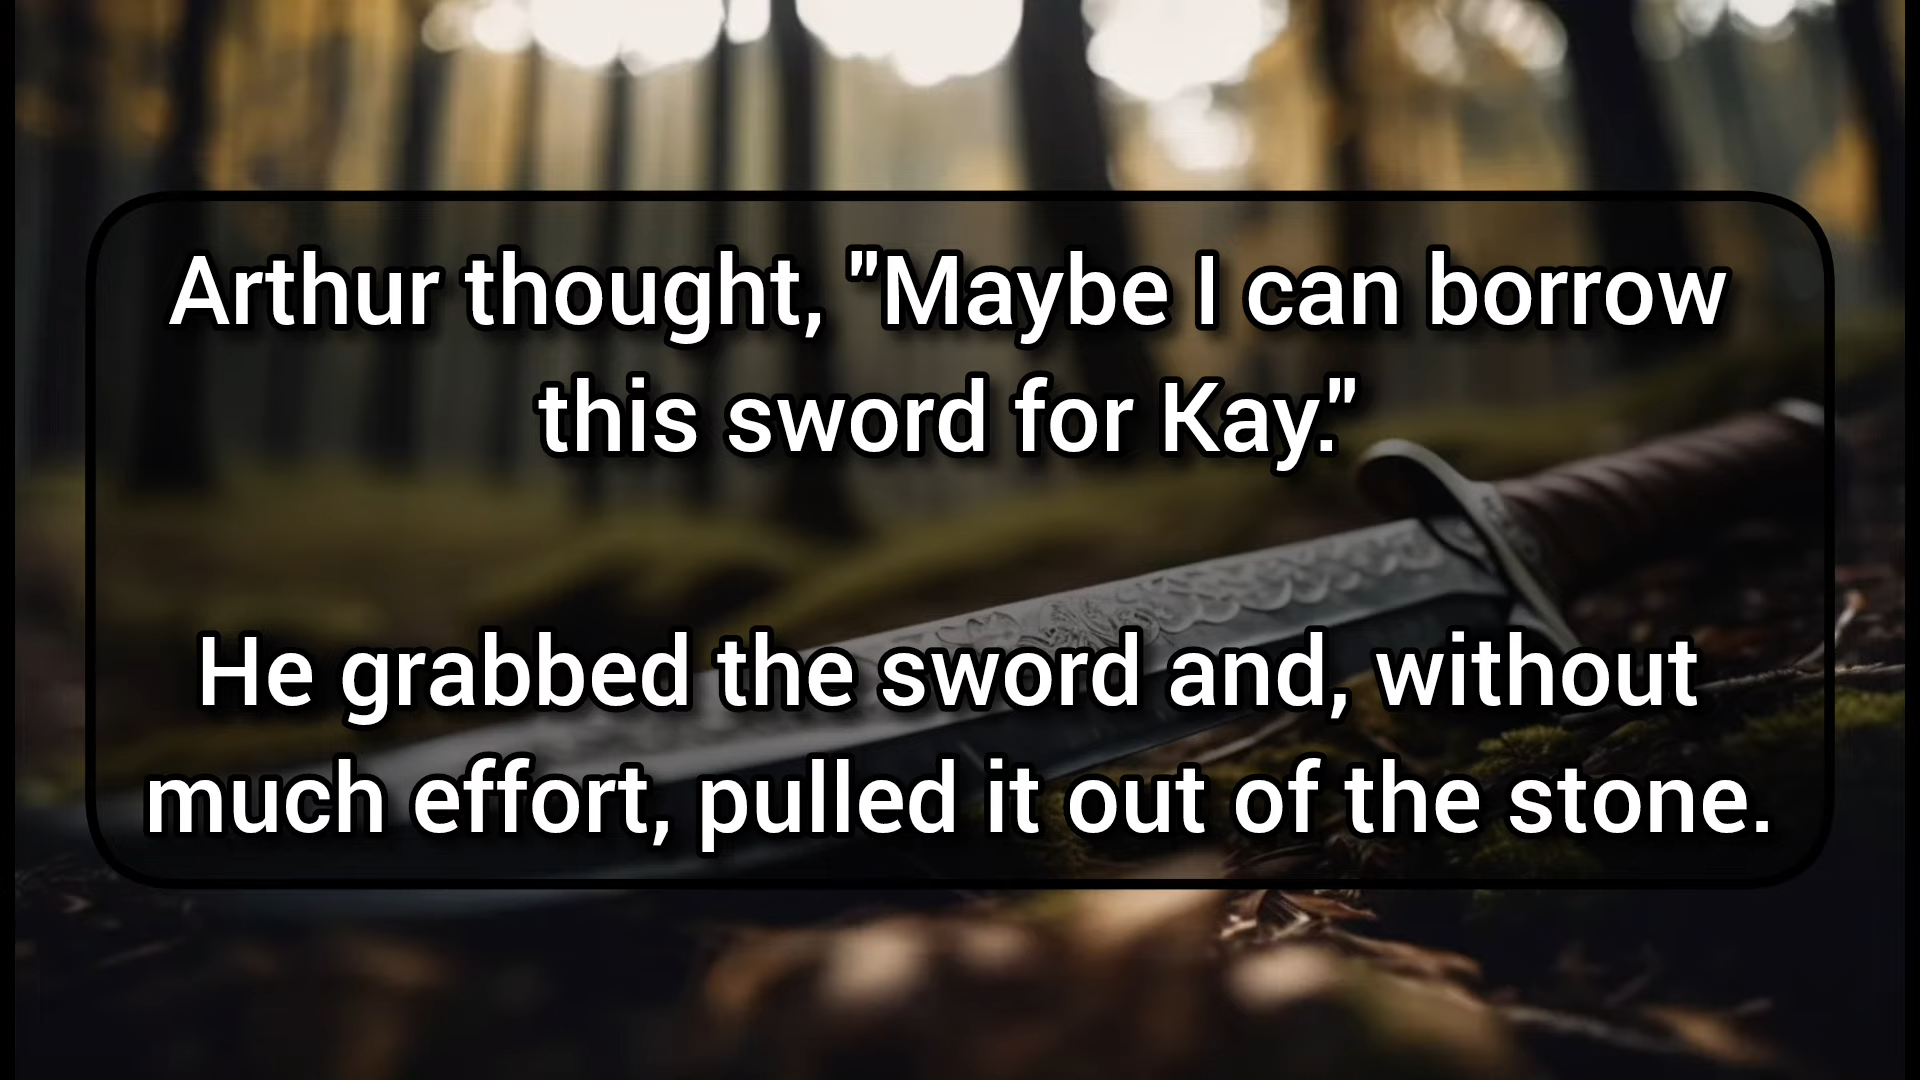 Arthur thought, "Maybe I can borrow
this sword for Kay."
He grabbed the sword and, without
much effort, pulled it out of the stone.